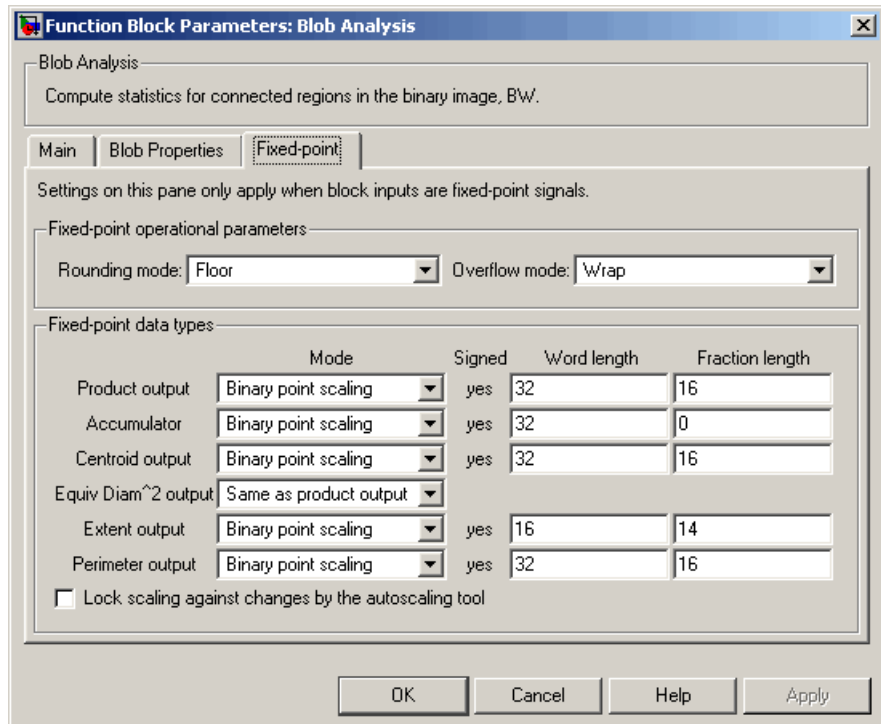 Function Block Parameters: Blob Analysis
Blob Analysis
Compute statistics for connected regions in the binary image, BW.
Main Blob Properties Fixed-point
Settings on this pane only apply when block inputs are fixed-point signals.
Fixed-point operational parameters
Rounding mode: Floor Overflow mode: Wrap
Fixed-point data types
Mode Signed Word length Fraction length
Product output Binary point scaling yes 32 16
Accumulator Binary point scaling yes 32 0
Centroid output Binary point scaling yes 32 16
Equiv Diam^2 output Same as product output
Extent output Binary point scaling yes 16 14
Perimeter output Binary point scaling yes 32 16
Lock scaling against changes by the autoscaling tool
OK Cancel Help Apply